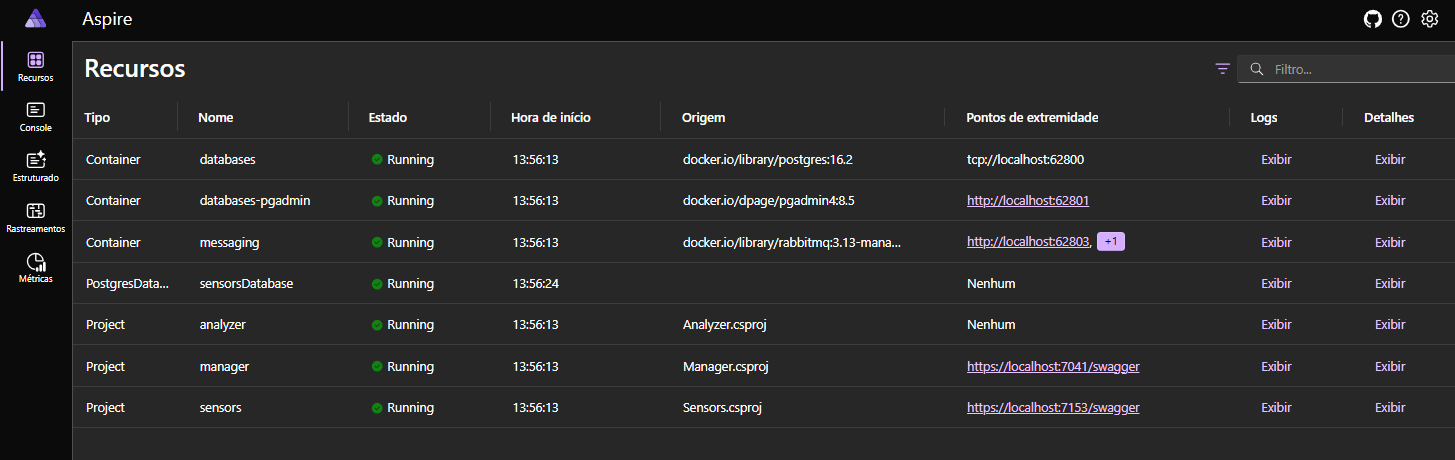 Aspire
Recursos
Console
Estruturado
Rastreamentos
Métricas
Recursos
Filtro...
Tipo Nome Estado Hora de início Origem Pontos de extremidade Logs Detalhes
Container databases Running 13:56:13 docker.io/library/postgres:16.2 tcp://localhost:62800 Exibir Exibir
Container databases-pgadmin Running 13:56:13 docker.io/dpage/pgadmin4:8.5 http://localhost:62801 Exibir Exibir
Container messaging Running 13:56:13 docker.io/library/rabbitmq:3.13-mana... http://localhost:62803, +1 Exibir Exibir
PostgresData... sensorsDatabase Running 13:56:24 Nenhum Exibir Exibir
Project analyzer Running 13:56:13 Analyzer.csproj Nenhum Exibir Exibir
Project manager Running 13:56:13 Manager.csproj https://localhost:7041/swagger Exibir Exibir
Project sensors Running 13:56:13 Sensors.csproj https://localhost:7153/swagger Exibir Exibir